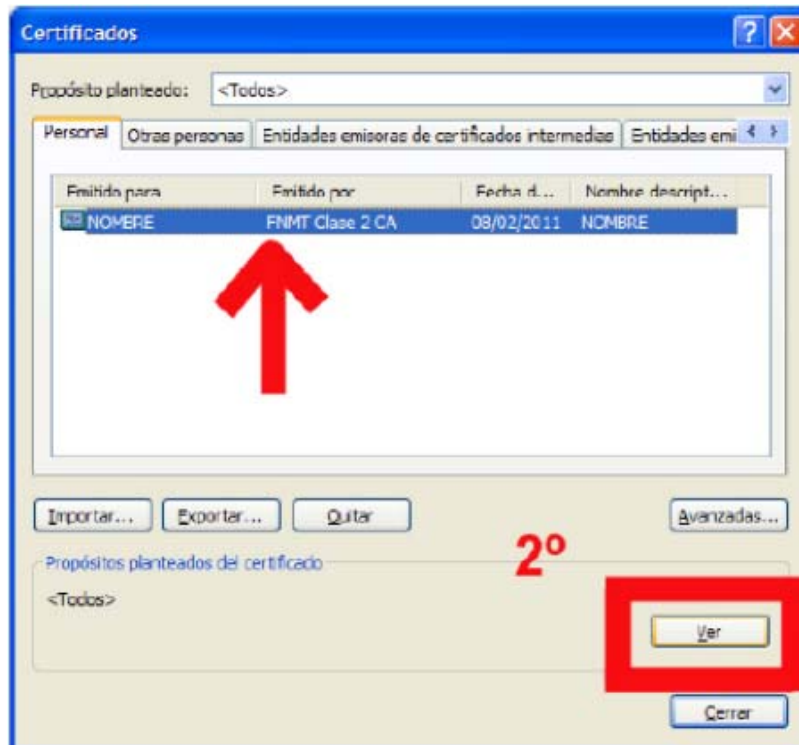 Certificados
Propósito planteado: <Todos>
Personal Otras personas Entidades emisoras de certificados intermedias Entidades emi
Emitido para Emitido por Fecha d... Nombre descript...
NOMBRE FNMT Clase 2 CA 08/02/2011 NOMBRE
Importar... Exportar... Quitar Avanzadas...
2º
Propósitos planteados del certificado
<Todos>
Ver
Cerrar